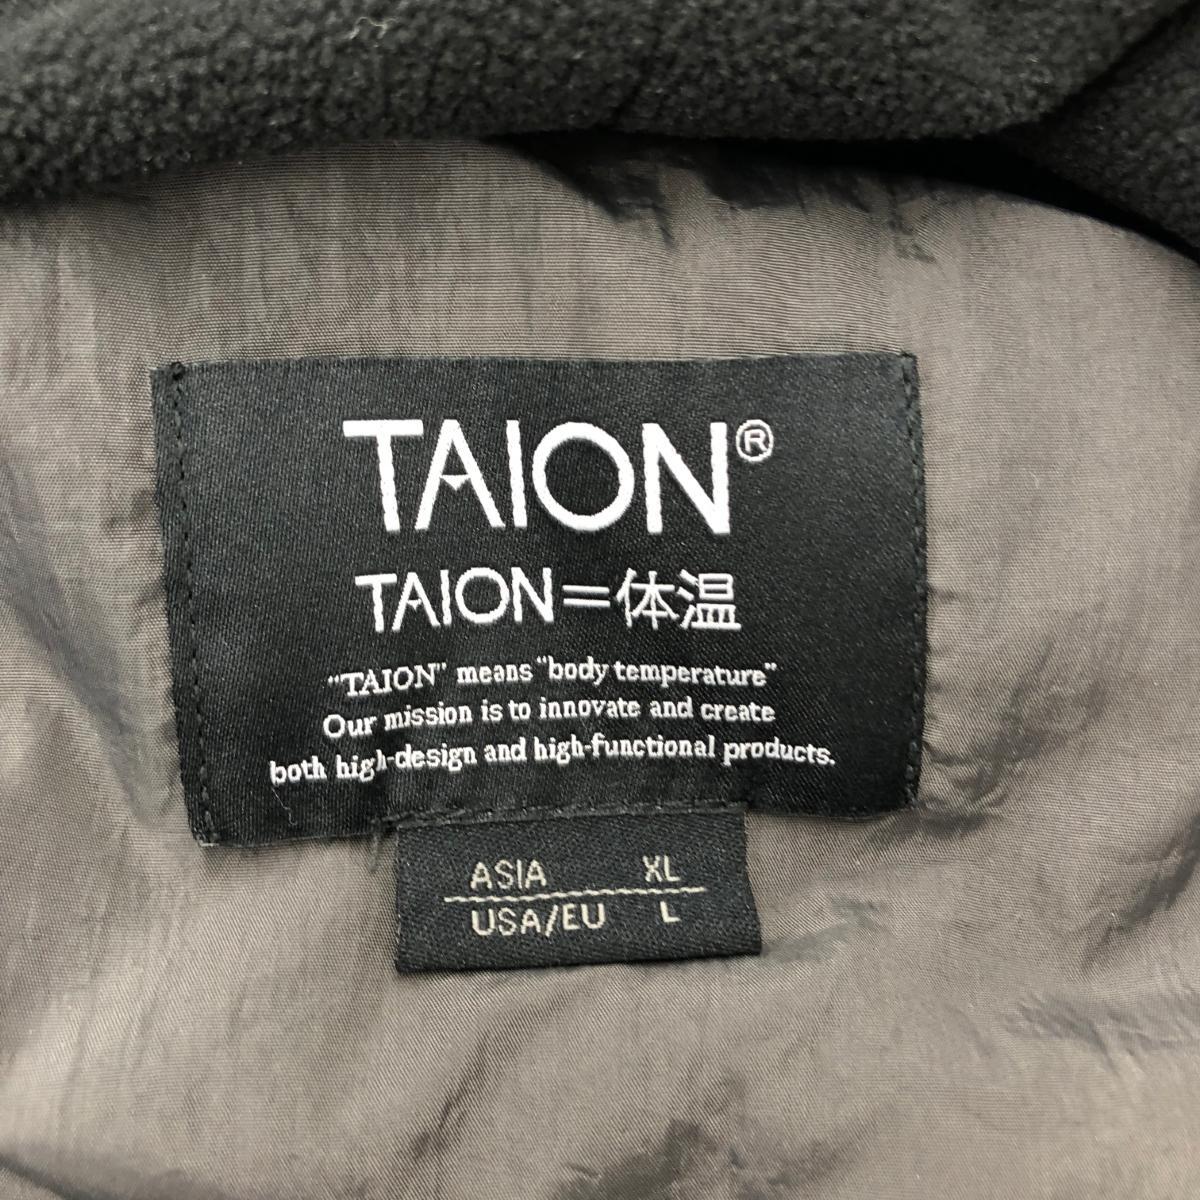 TAION®
TAION=体温
"TAION" means "body temperature"
Our mission is to innovate and create
both high-design and high-functional products.
ASIA XL
USA/EU L